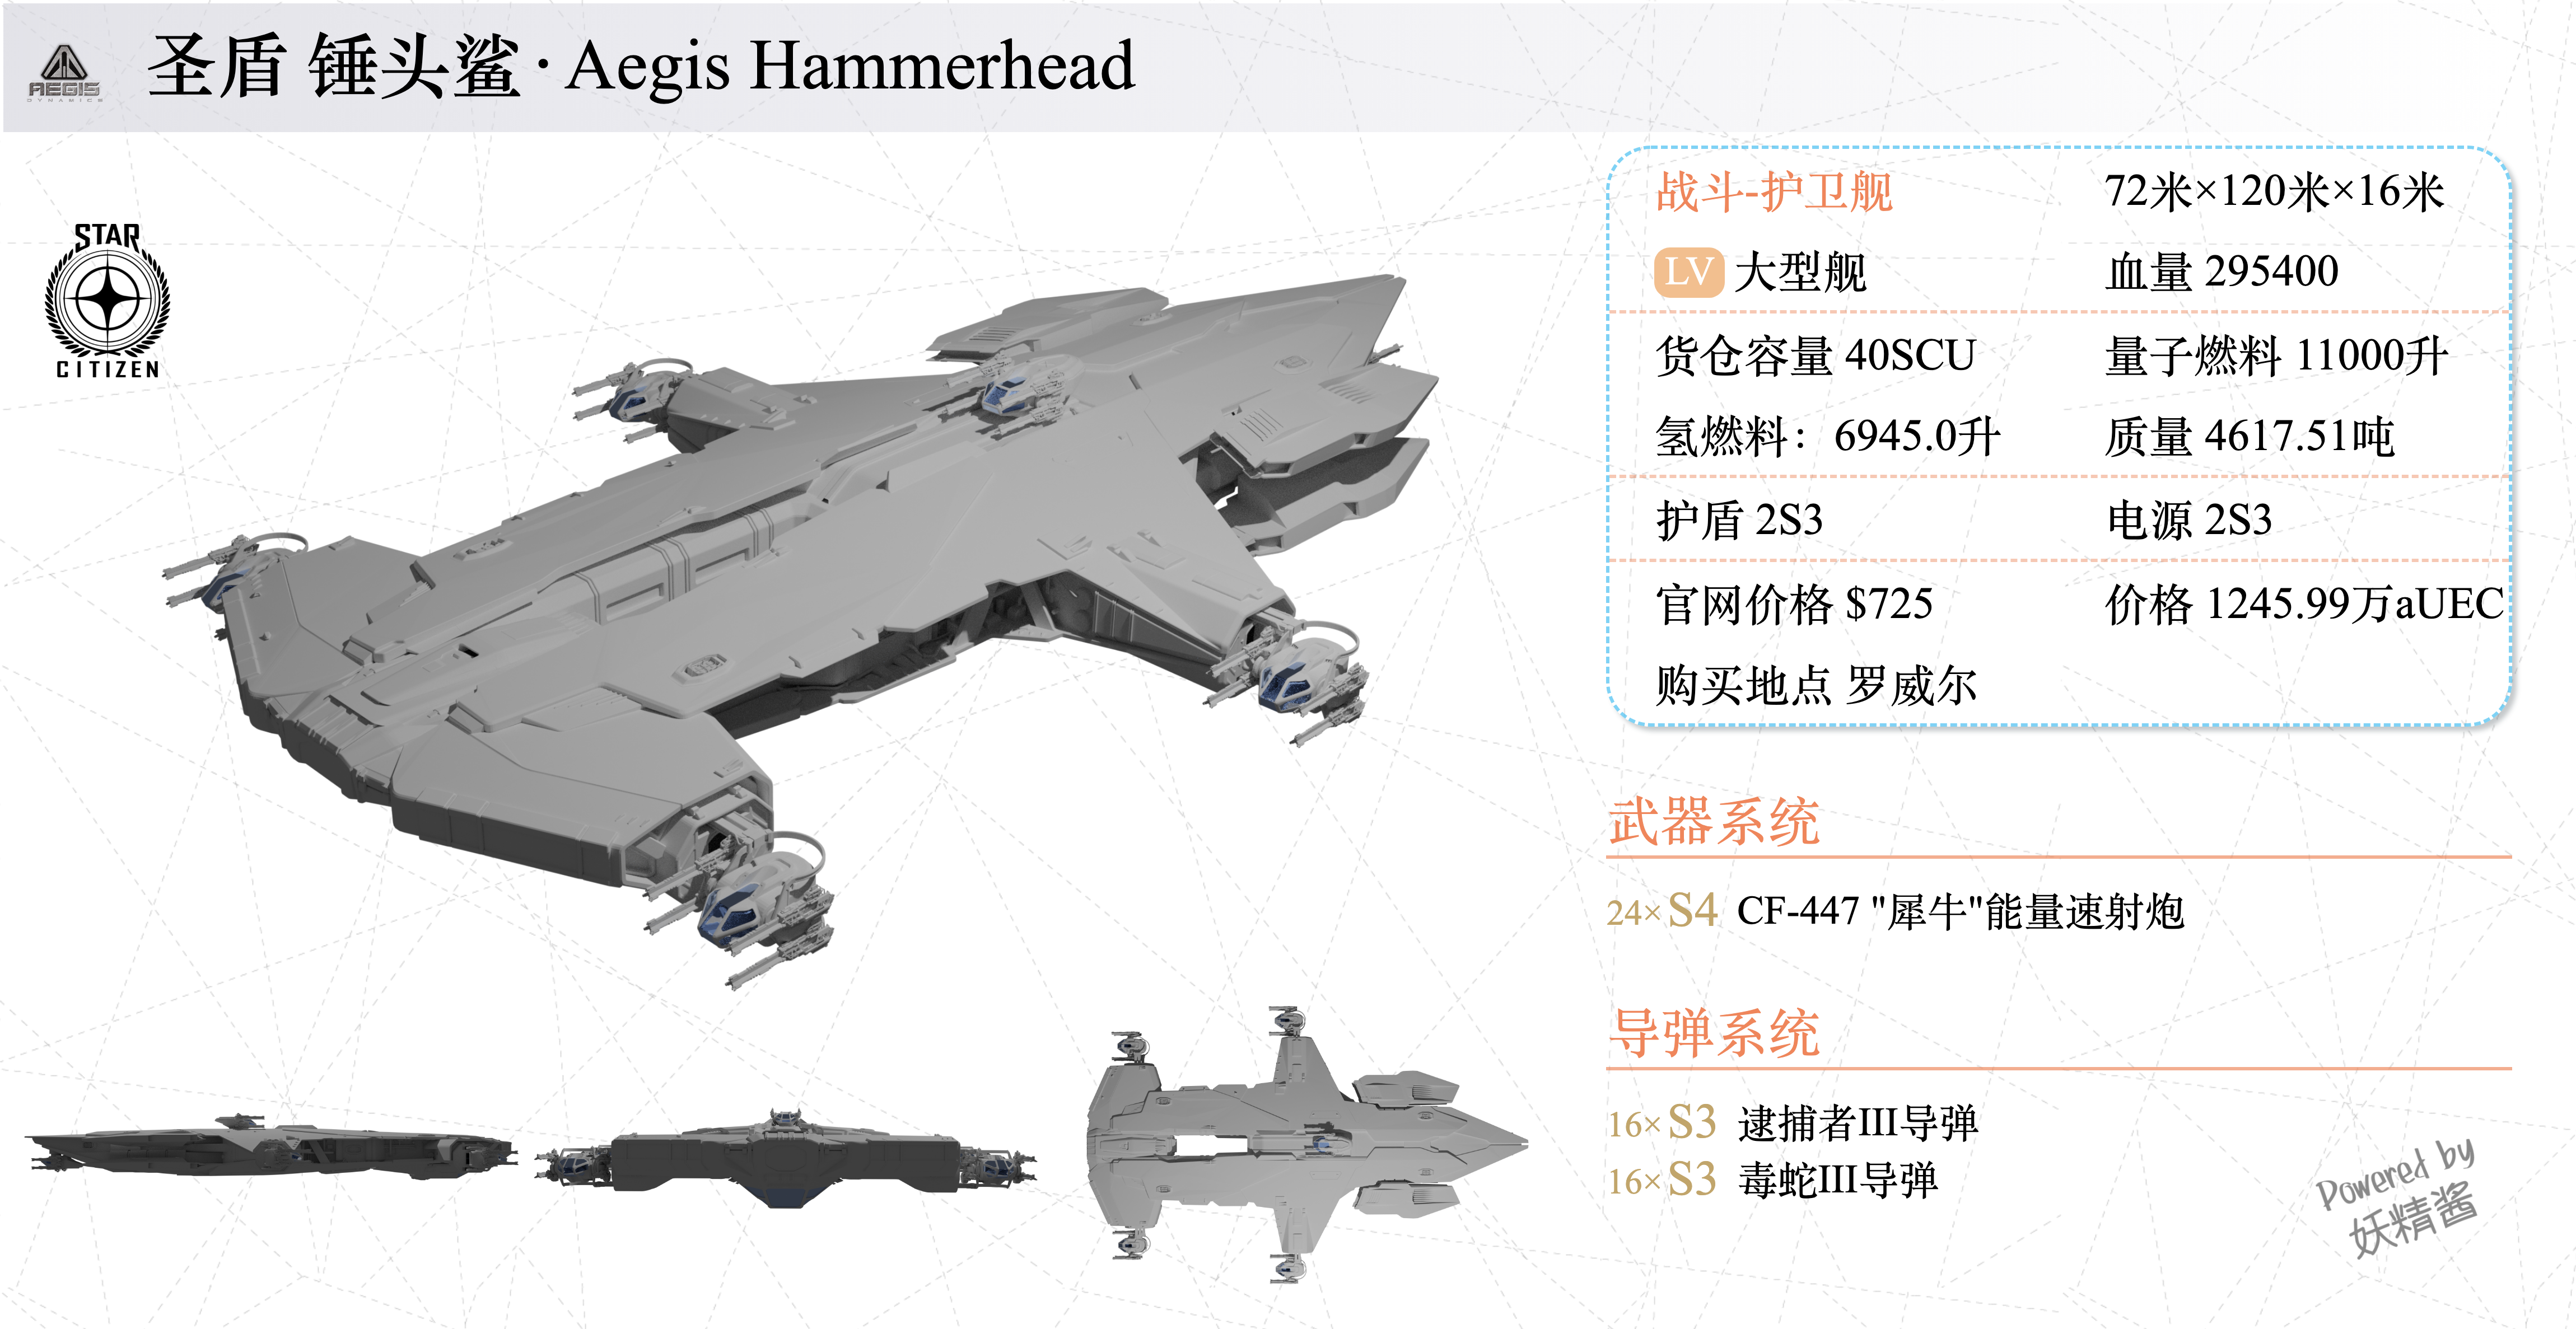 AEGIS
DYNAMICS
圣盾 锤头鲨·Aegis Hammerhead
STAR
CITIZEN
战斗-护卫舰 72米×120米×16米
LV 大型舰 血量 295400
货仓容量 40SCU 量子燃料 11000升
氢燃料：6945.0升 质量 4617.51吨
护盾 2S3 电源 2S3
官网价格 $725 价格 1245.99万aUEC
购买地点 罗威尔
武器系统
24× S4 CF-447 "犀牛"能量速射炮
导弹系统
16× S3 逮捕者III导弹
16× S3 毒蛇III导弹
Powered by
妖精酱